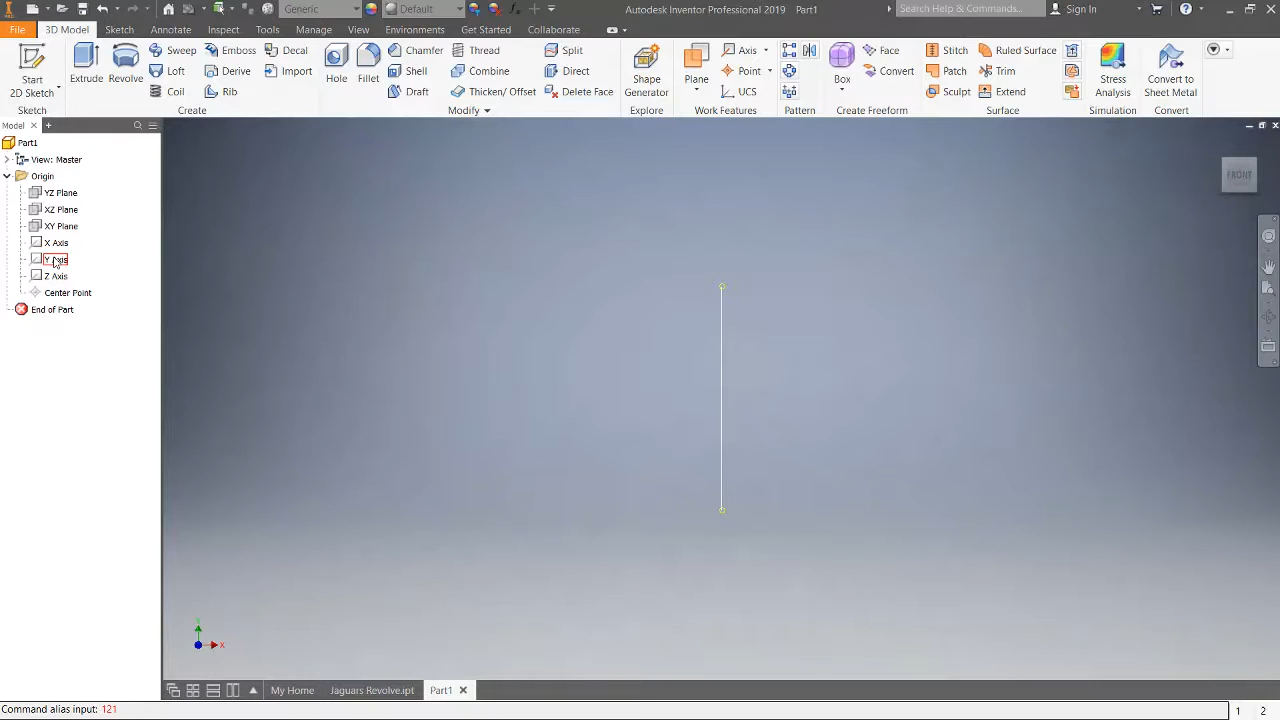 Generic
Default
Autodesk Inventor Professional 2019 Part1
Search Help & Commands...
Sign In
File
3D Model
Sketch
Annotate
Inspect
Tools
Manage
View
Environments
Get Started
Collaborate
Start
2D Sketch
Sketch
Extrude
Revolve
Sweep
Loft
Coil
Emboss
Derive
Rib
Decal
Import
Create
Hole
Fillet
Chamfer
Shell
Draft
Thread
Combine
Thicken/ Offset
Split
Direct
Delete Face
Modify
Shape
Generator
Explore
Plane
Axis
Point
UCS
Work Features
Pattern
Box
Face
Convert
Create Freeform
Stitch
Patch
Sculpt
Ruled Surface
Trim
Extend
Surface
Stress
Analysis
Simulation
Convert to
Sheet Metal
Convert
Model
Part1
View: Master
Origin
YZ Plane
XZ Plane
XY Plane
X Axis
Y Axis
Z Axis
Center Point
End of Part
FRONT
X
My Home
Jaguars Revolve.ipt
Part1
Command alias input: 121
1 2